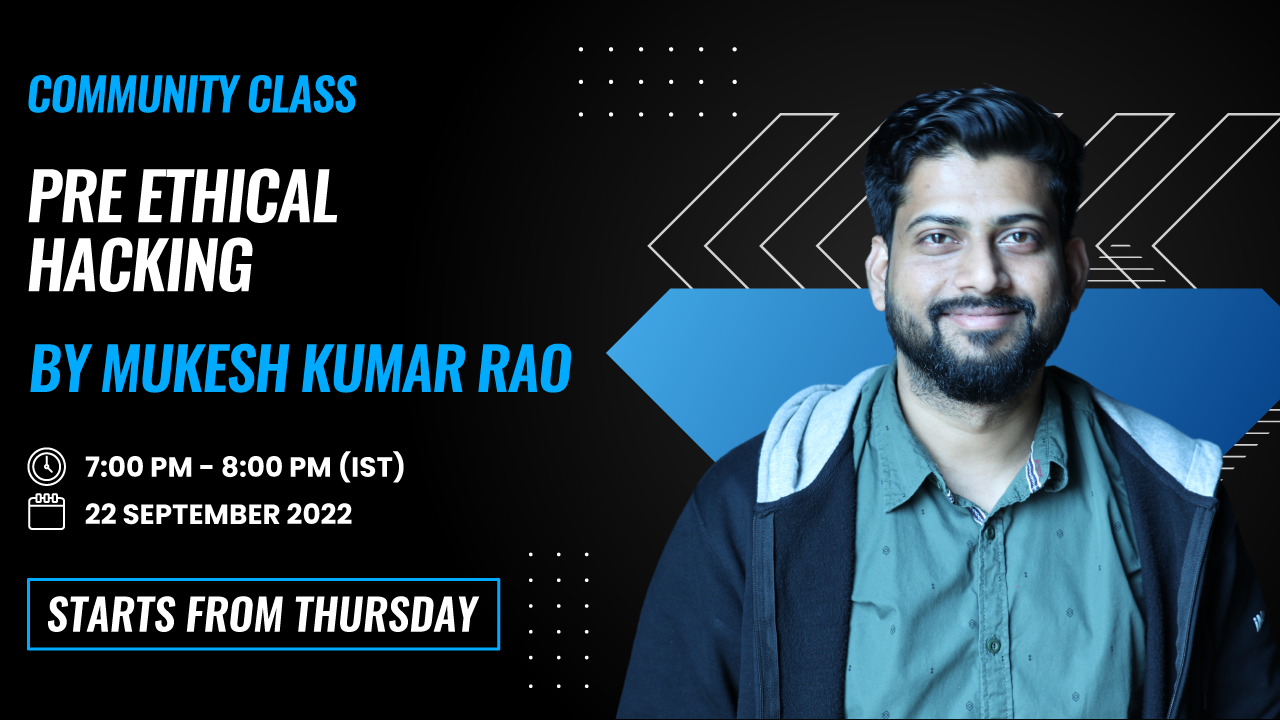 COMMUNITY CLASS
PRE ETHICAL
HACKING
BY MUKESH KUMAR RAO
7:00 PM - 8:00 PM (IST)
22 SEPTEMBER 2022
STARTS FROM THURSDAY